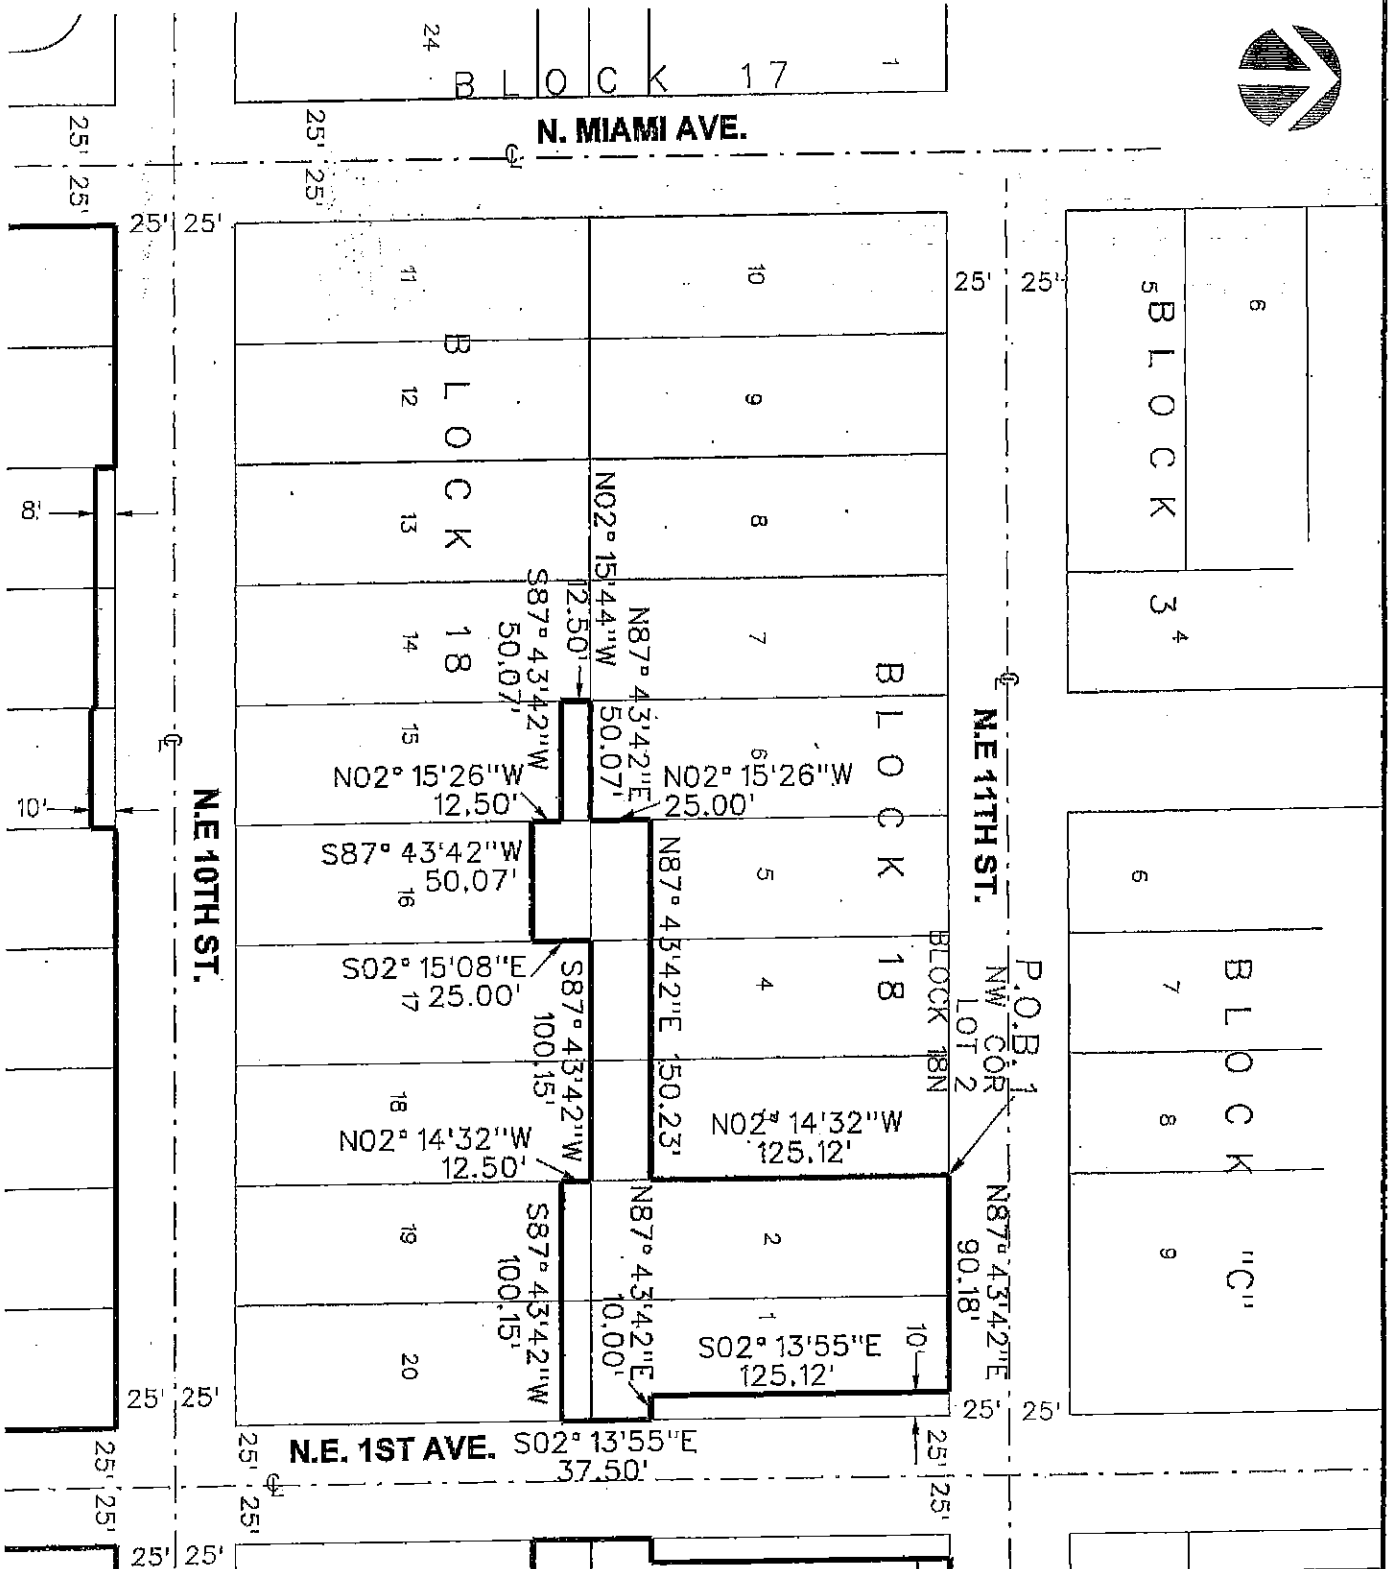 24
BLOCK 17
1
N. MIAMI AVE.
℄
25'
25'
25'
25'
25' 25'
11
10
25' 25'
5
6
BLOCK 3
4
BLOCK 18
12
9
13
8
14
7
8'
N02° 15'44"W
12.50'
S87° 43'42"W
50.07'
N87° 43'42"E
50.07'
BLOCK 18
℄
N.E 11TH ST.
15
6
N02° 15'26"W
12.50'
N02° 15'26"W
25.00'
℄
10'
N.E 10TH ST.
S87° 43'42"W
50.07'
16
5
N87° 43'42"E 150.23'
6
S02° 15'08"E
25.00'
17
4
S87° 43'42"W
100.15'
P.O.B. 1
NW COR
LOT 2
BLOCK 18N
7
BLOCK "C"
8
9
18
N02° 14'32"W
12.50'
N02° 14'32"W
125.12'
19
2
S87° 43'42"W
100.15'
N87° 43'42"E
10.00'
N87° 43'42"E
90.18'
1
S02° 13'55"E
125.12'
10'
20
25' 25'
25' 25'
N.E. 1ST AVE.
S02° 13'55"E
37.50'
℄
25'
25'
25'
25'
25'
25'
25' 25'